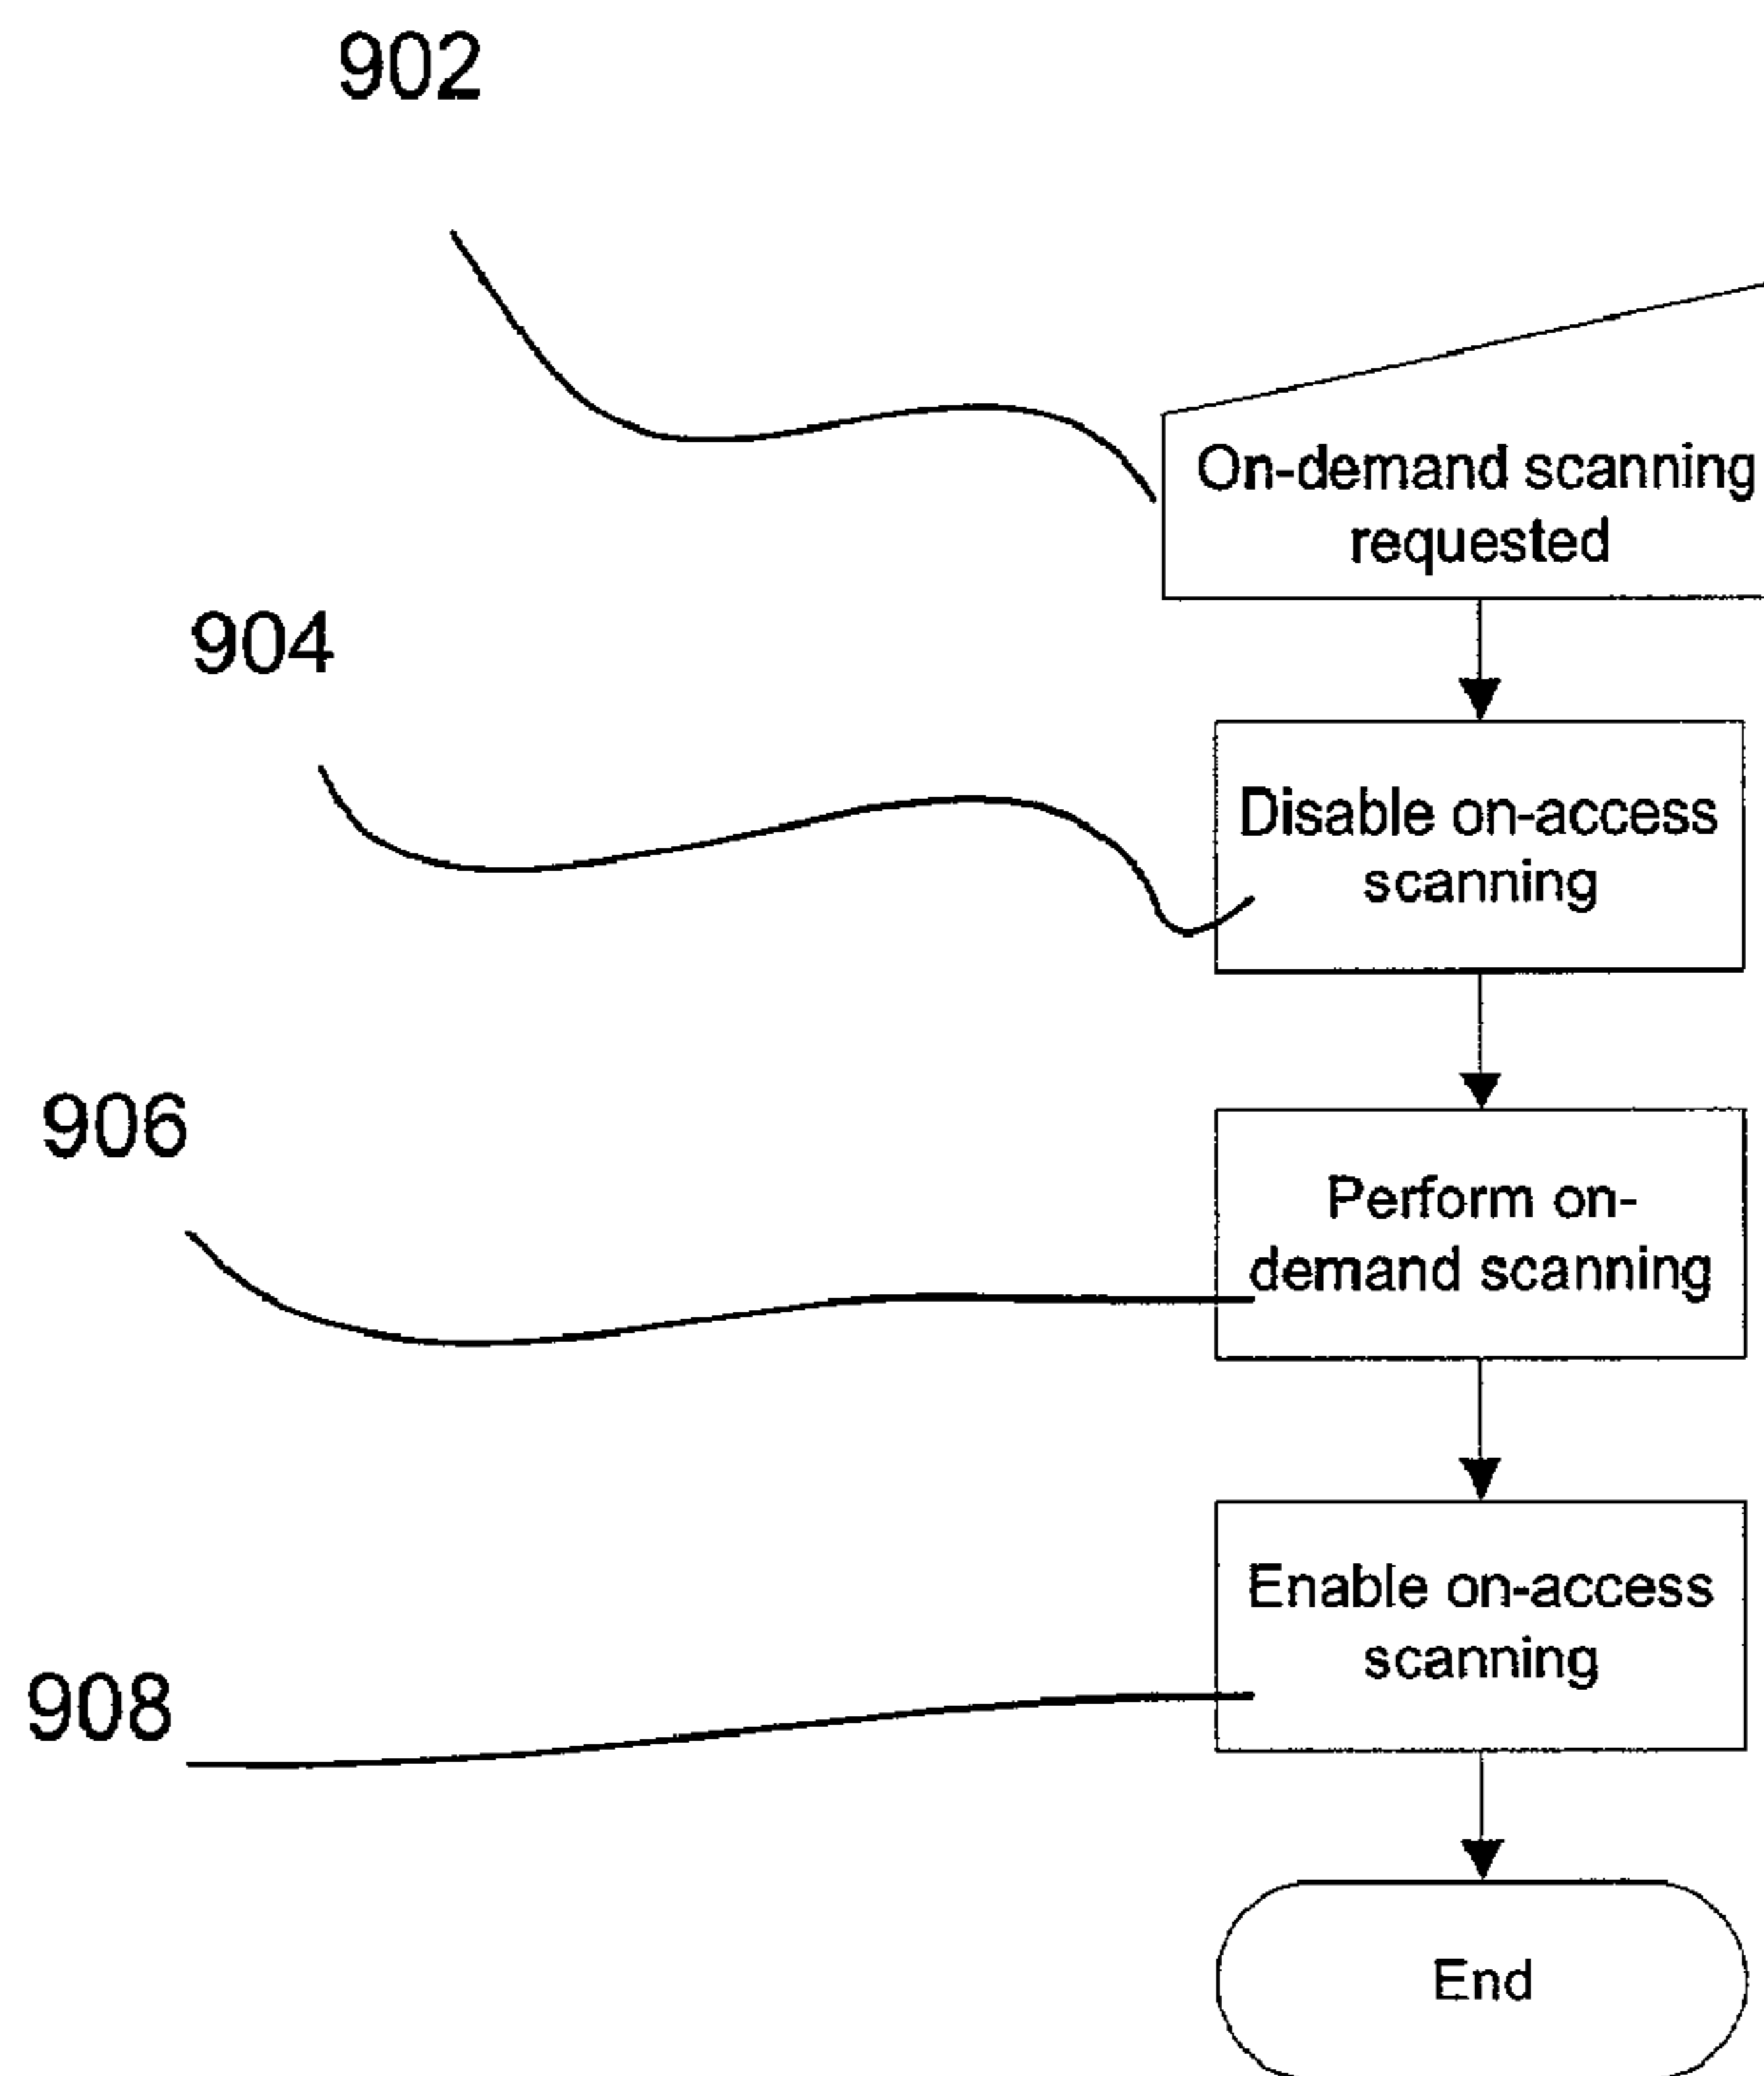 902
On-demand scanning
requested
904
Disable on-access
scanning
906
Perform on-
demand scanning
Enable on-access
scanning
908
End